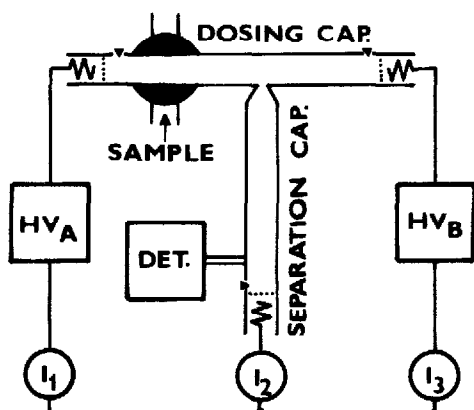 DOSING CAP.
SAMPLE
SEPARATION CAP.
HVA
HVB
DET.
I1
I2
I3